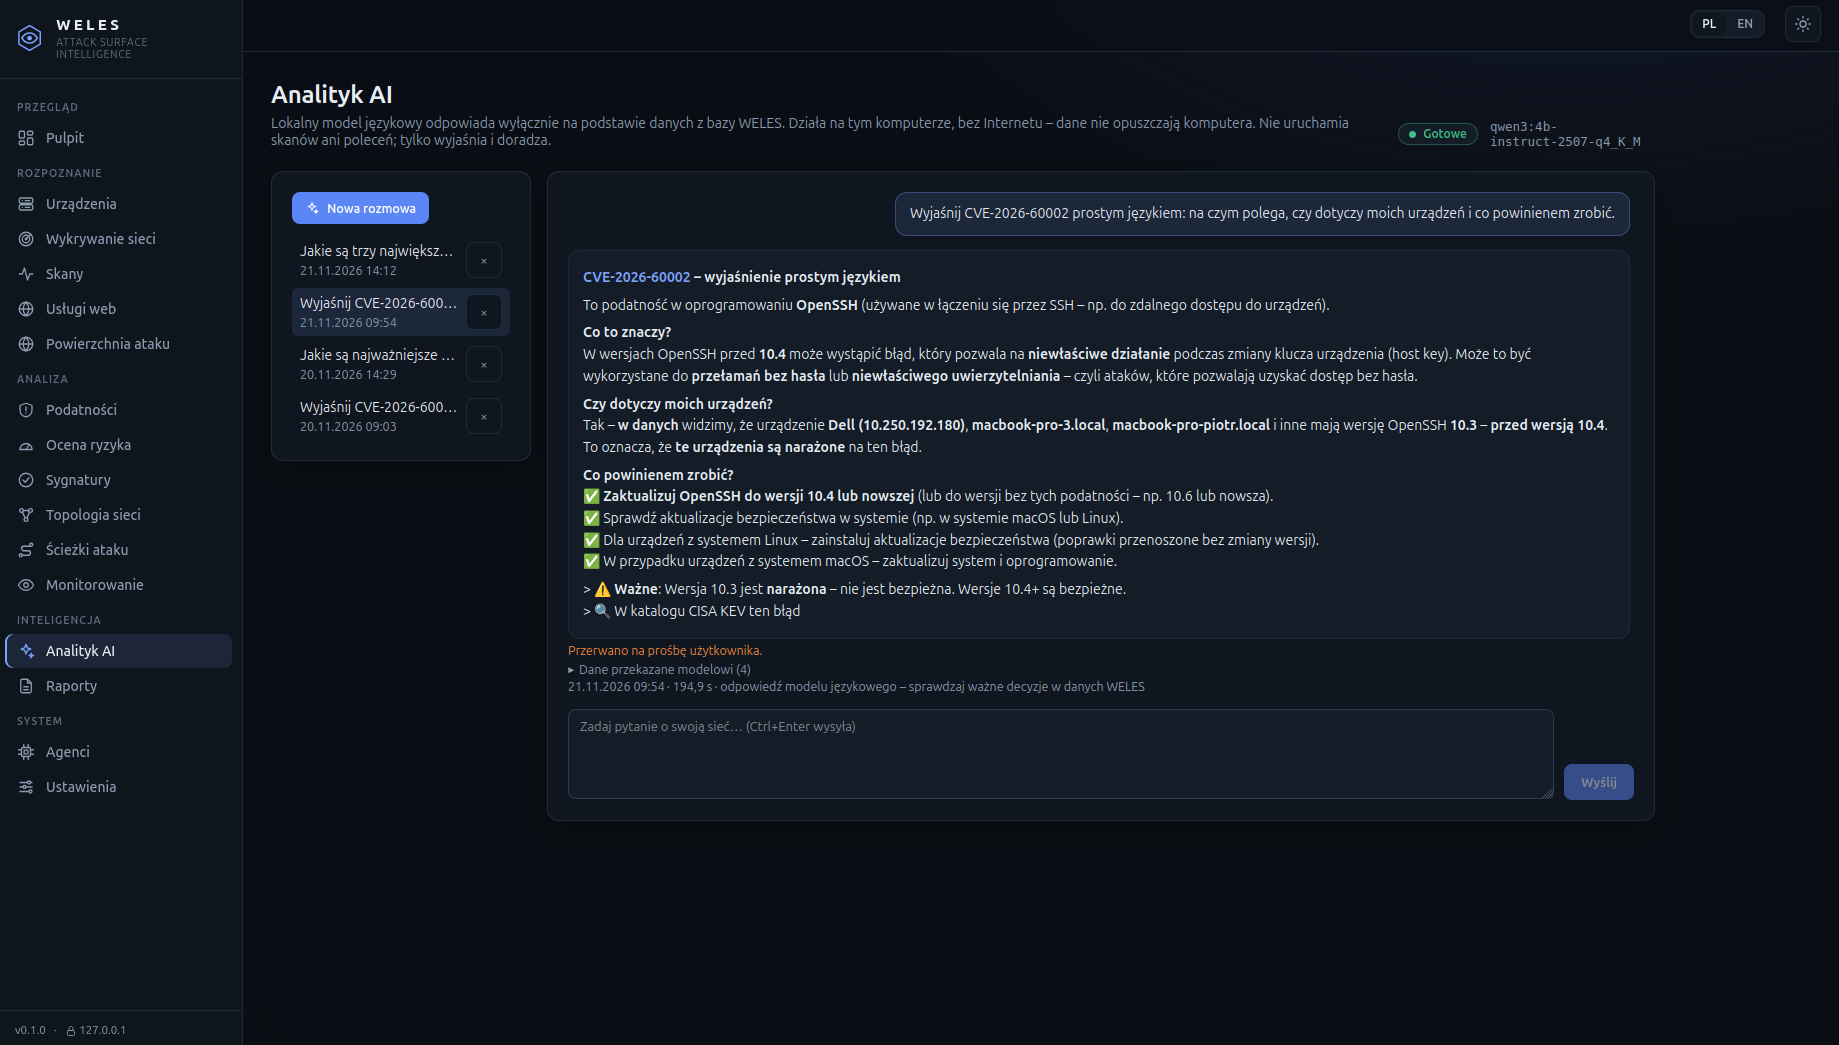 WELES
ATTACK SURFACE
INTELLIGENCE
PL EN
PRZEGLĄD
Pulpit
ROZPOZNANIE
Urządzenia
Wykrywanie sieci
Skany
Usługi web
Powierzchnia ataku
ANALIZA
Podatności
Ocena ryzyka
Sygnatury
Topologia sieci
Ścieżki ataku
Monitorowanie
INTELIGENCJA
Analityk AI
Raporty
SYSTEM
Agenci
Ustawienia
v0.1.0 · 127.0.0.1
Analityk AI
Lokalny model językowy odpowiada wyłącznie na podstawie danych z bazy WELES. Działa na tym komputerze, bez Internetu – dane nie opuszczają komputera. Nie uruchamia
skanów ani poleceń; tylko wyjaśnia i doradza.
Gotowe
qwen3:4b-
instruct-2507-q4_K_M
Nowa rozmowa
Jakie są trzy największ…
21.11.2026 14:12
×
Wyjaśnij CVE-2026-600…
21.11.2026 09:54
×
Jakie są najważniejsze …
20.11.2026 14:29
×
Wyjaśnij CVE-2026-600…
20.11.2026 09:03
×
Wyjaśnij CVE-2026-60002 prostym językiem: na czym polega, czy dotyczy moich urządzeń i co powinienem zrobić.
CVE-2026-60002 – wyjaśnienie prostym językiem
To podatność w oprogramowaniu OpenSSH (używane w łączeniu się przez SSH – np. do zdalnego dostępu do urządzeń).
Co to znaczy?
W wersjach OpenSSH przed 10.4 może wystąpić błąd, który pozwala na niewłaściwe działanie podczas zmiany klucza urządzenia (host key). Może to być
wykorzystane do przełamań bez hasła lub niewłaściwego uwierzytelniania – czyli ataków, które pozwalają uzyskać dostęp bez hasła.
Czy dotyczy moich urządzeń?
Tak – w danych widzimy, że urządzenie Dell (10.250.192.180), macbook-pro-3.local, macbook-pro-piotr.local i inne mają wersję OpenSSH 10.3 – przed wersją 10.4.
To oznacza, że te urządzenia są narażone na ten błąd.
Co powinienem zrobić?
✅ Zaktualizuj OpenSSH do wersji 10.4 lub nowszej (lub do wersji bez tych podatności – np. 10.6 lub nowsza).
✅ Sprawdź aktualizacje bezpieczeństwa w systemie (np. w systemie macOS lub Linux).
✅ Dla urządzeń z systemem Linux – zainstaluj aktualizacje bezpieczeństwa (poprawki przenoszone bez zmiany wersji).
✅ W przypadku urządzeń z systemem macOS – zaktualizuj system i oprogramowanie.
> ⚠️ Ważne: Wersja 10.3 jest narażona – nie jest bezpieżna. Wersje 10.4+ są bezpieżne.
> 🔍 W katalogu CISA KEV ten błąd
Przerwano na prośbę użytkownika.
▸ Dane przekazane modelowi (4)
21.11.2026 09:54 · 194,9 s · odpowiedź modelu językowego – sprawdzaj ważne decyzje w danych WELES
Zadaj pytanie o swoją sieć… (Ctrl+Enter wysyła)
Wyślij